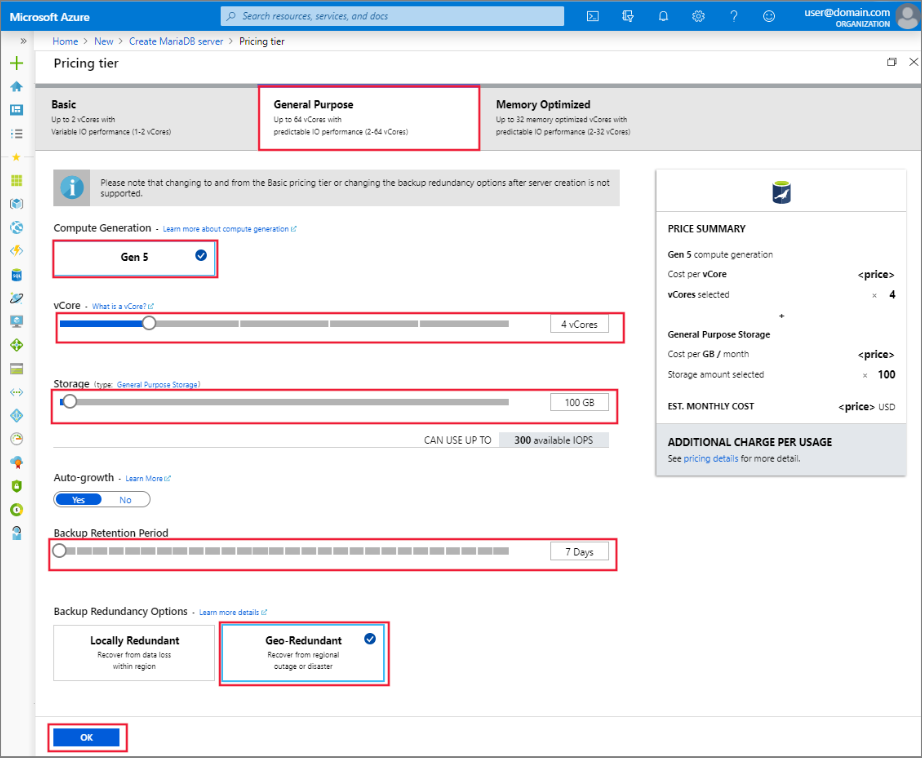 Microsoft Azure
Search resources, services, and docs
user@domain.com
ORGANIZATION
Home > New > Create MariaDB server > Pricing tier
Pricing tier
Basic
Up to 2 vCores with
Variable IO performance (1-2 vCores)
General Purpose
Up to 64 vCores with
predictable IO performance (2-64 vCores)
Memory Optimized
Up to 32 memory optimized vCores with
predictable IO performance (2-32 vCores)
Please note that changing to and from the Basic pricing tier or changing the backup redundancy options after server creation is not
supported.
Compute Generation - Learn more about compute generation
Gen 5
vCore - What is a vCore?
4 vCores
Storage (type: General Purpose Storage)
100 GB
CAN USE UP TO 300 available IOPS
Auto-growth - Learn More
Yes No
Backup Retention Period
7 Days
Backup Redundancy Options - Learn more details
Locally Redundant
Recover from data loss
within region
Geo-Redundant
Recover from regional
outage or disaster
OK
PRICE SUMMARY
Gen 5 compute generation
Cost per vCore <price>
vCores selected × 4
+
General Purpose Storage
Cost per GB / month <price>
Storage amount selected × 100
EST. MONTHLY COST <price> USD
ADDITIONAL CHARGE PER USAGE
See pricing details for more detail.